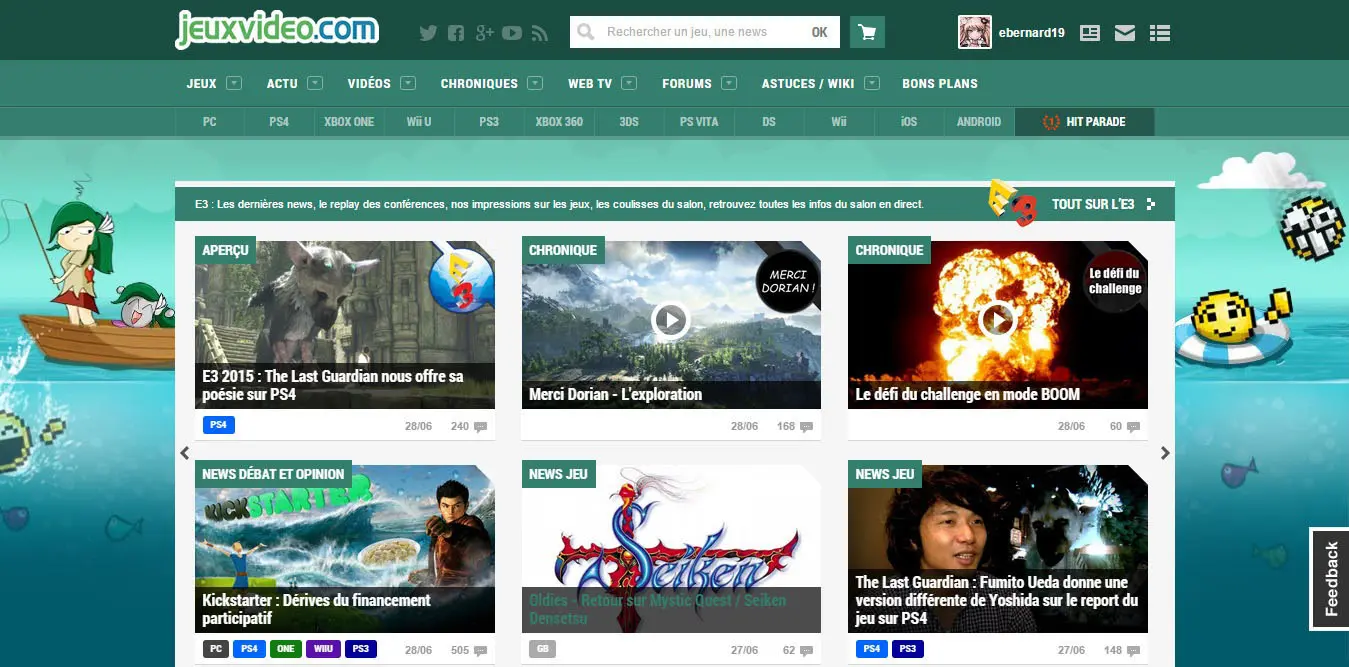 jeuxvideo.com
Rechercher un jeu, une news OK
ebernard19
JEUX ACTU VIDÉOS CHRONIQUES WEB TV FORUMS ASTUCES / WIKI BONS PLANS
PC PS4 XBOX ONE Wii U PS3 XBOX 360 3DS PS VITA DS Wii iOS ANDROID 1 HIT PARADE
E3 : Les dernières news, le replay des conférences, nos impressions sur les jeux, les coulisses du salon, retrouvez toutes les infos du salon en direct.
E3
TOUT SUR L'E3
APERÇU
E3
E3 2015 : The Last Guardian nous offre sa
poésie sur PS4
PS4 28/06 240
CHRONIQUE
MERCI
DORIAN !
Merci Dorian - L'exploration
28/06 168
CHRONIQUE
Le défi du
challenge
Le défi du challenge en mode BOOM
28/06 60
NEWS DÉBAT ET OPINION
KICKSTARTER
Kickstarter : Dérives du financement
participatif
PC PS4 ONE WIIU PS3 28/06 505
NEWS JEU
Seiken
Oldies - Retour sur Mystic Quest / Seiken
Densetsu
GB 27/06 62
NEWS JEU
The Last Guardian : Fumito Ueda donne une
version différente de Yoshida sur le report du
jeu sur PS4
PS4 PS3 27/06 148
Feedback